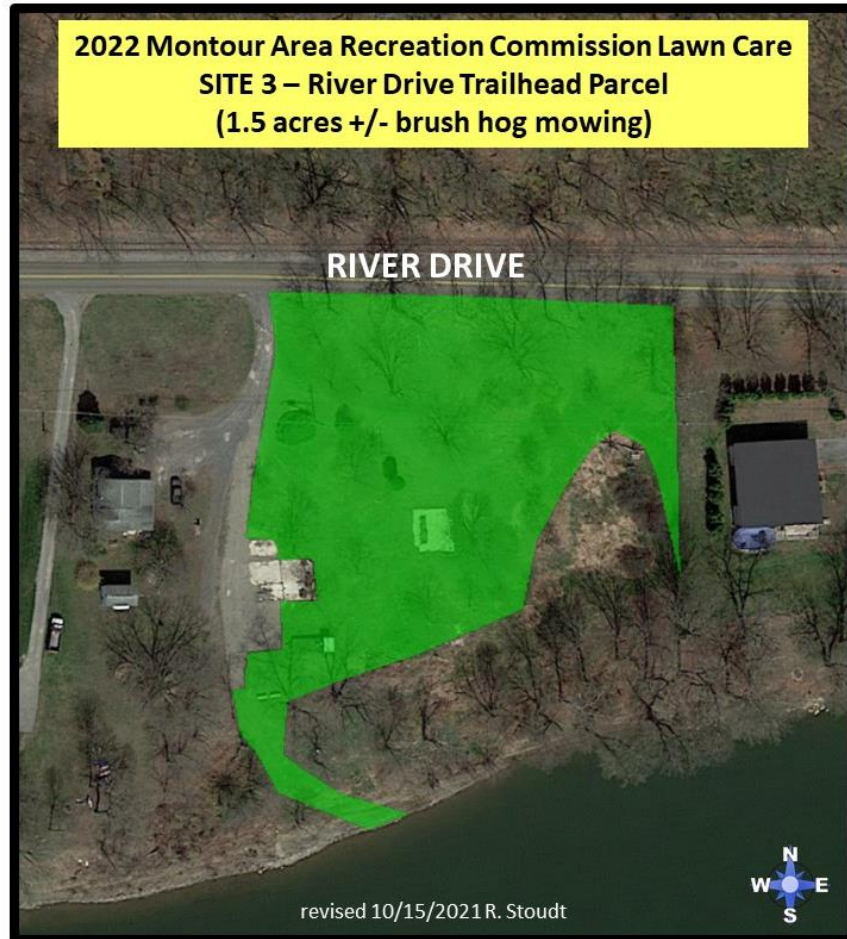 2022 Montour Area Recreation Commission Lawn Care
SITE 3 – River Drive Trailhead Parcel
(1.5 acres +/- brush hog mowing)
RIVER DRIVE
N
W E
S
revised 10/15/2021 R. Stoudt